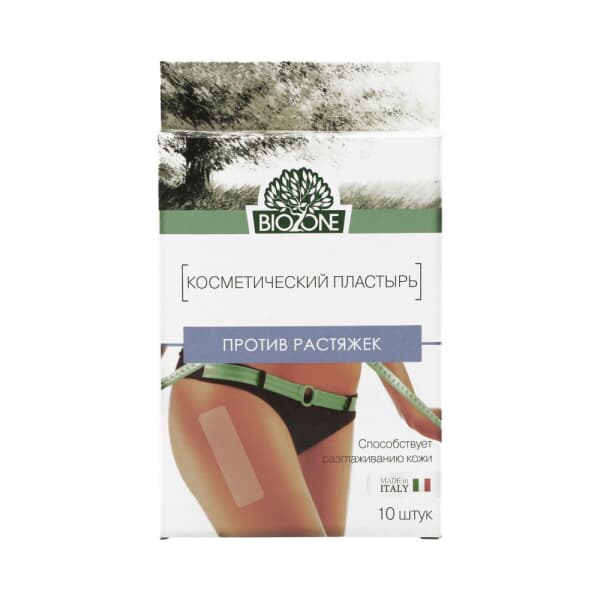 BIOZONE
[КОСМЕТИЧЕСКИЙ ПЛАСТЫРЬ]
ПРОТИВ РАСТЯЖЕК
Способствует
разглаживанию кожи
MADE in
ITALY
10 штук